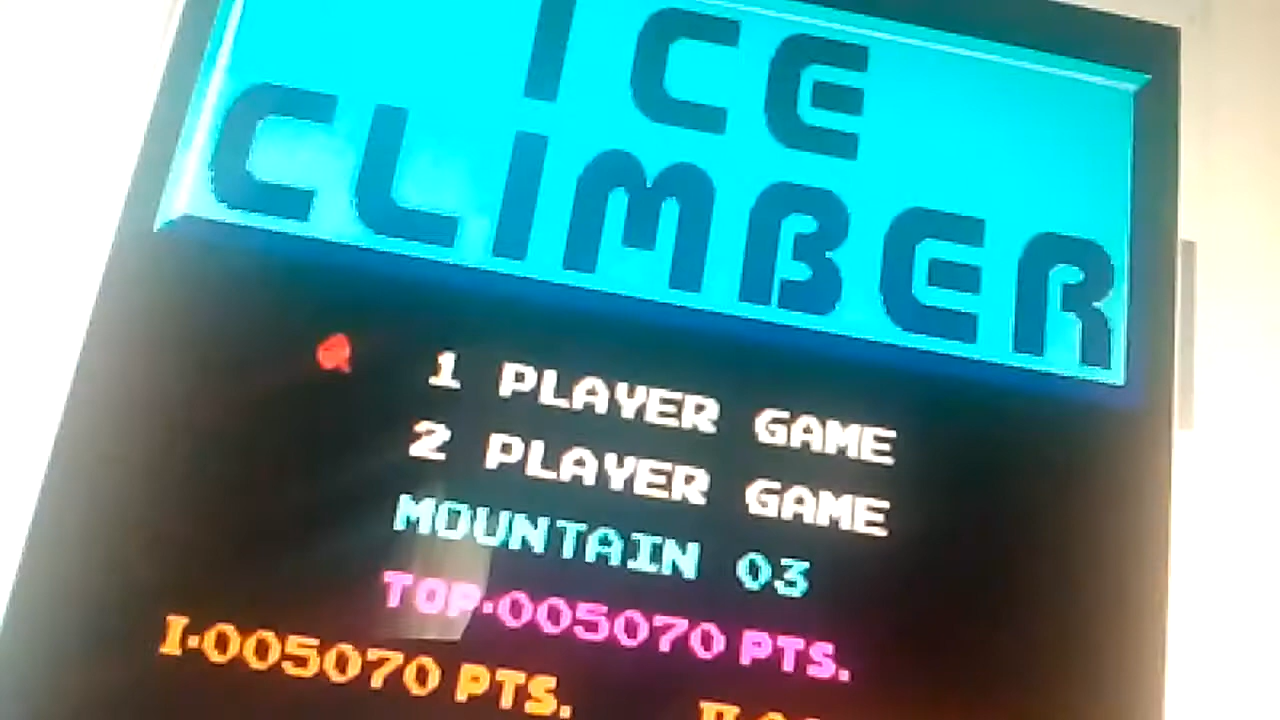 ICE
CLIMBER
1 PLAYER GAME
2 PLAYER GAME
MOUNTAIN 03
TOP·005070 PTS.
I·005070 PTS.